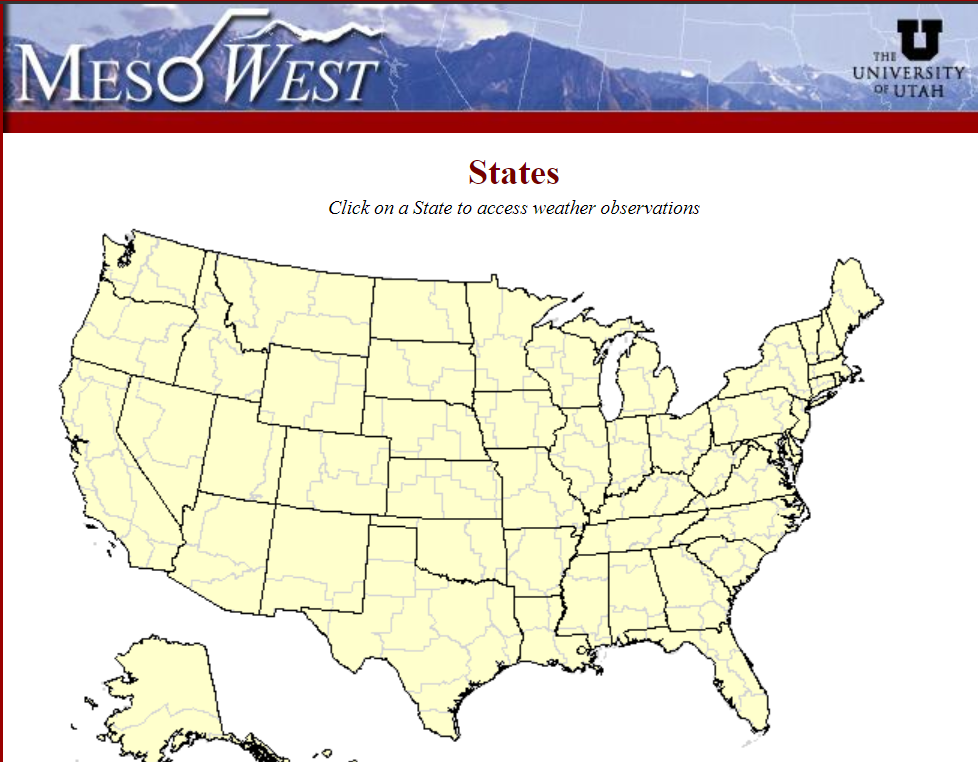 MESOWEST
THE
UNIVERSITY
OF UTAH
States
Click on a State to access weather observations